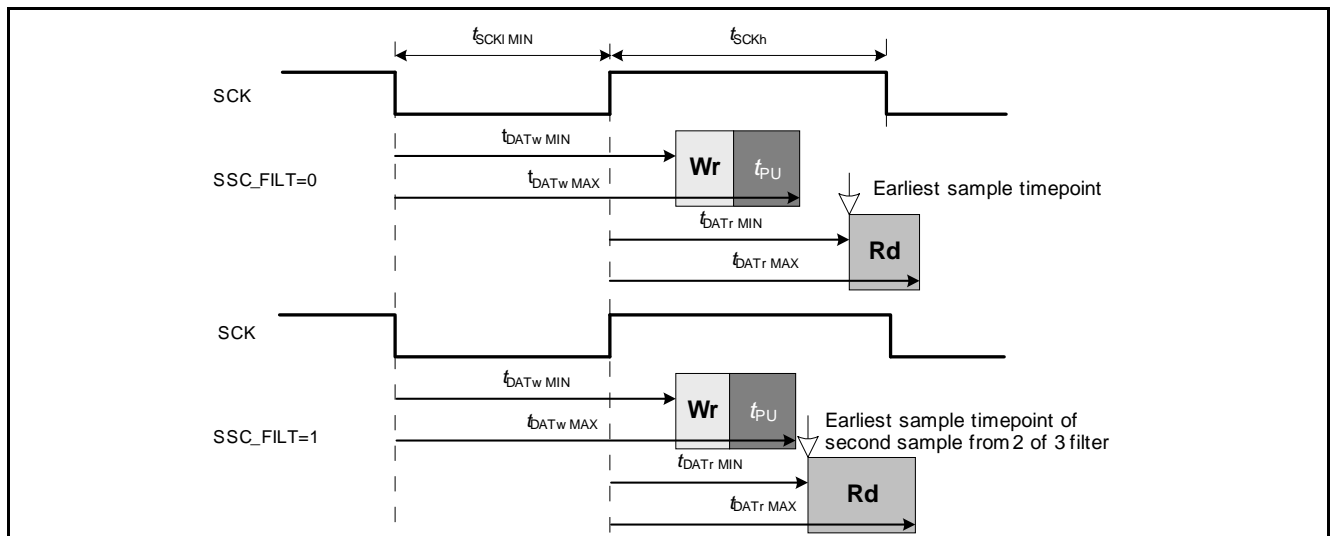 tSCKl MIN
tSCKh
SCK
tDATw MIN
Wr
tPU
SSC_FILT=0
tDATw MAX
Earliest sample timepoint
tDATr MIN
Rd
tDATr MAX
SCK
tDATw MIN
Wr
tPU
SSC_FILT=1
tDATw MAX
Earliest sample timepoint of
second sample from 2 of 3 filter
tDATr MIN
Rd
tDATr MAX